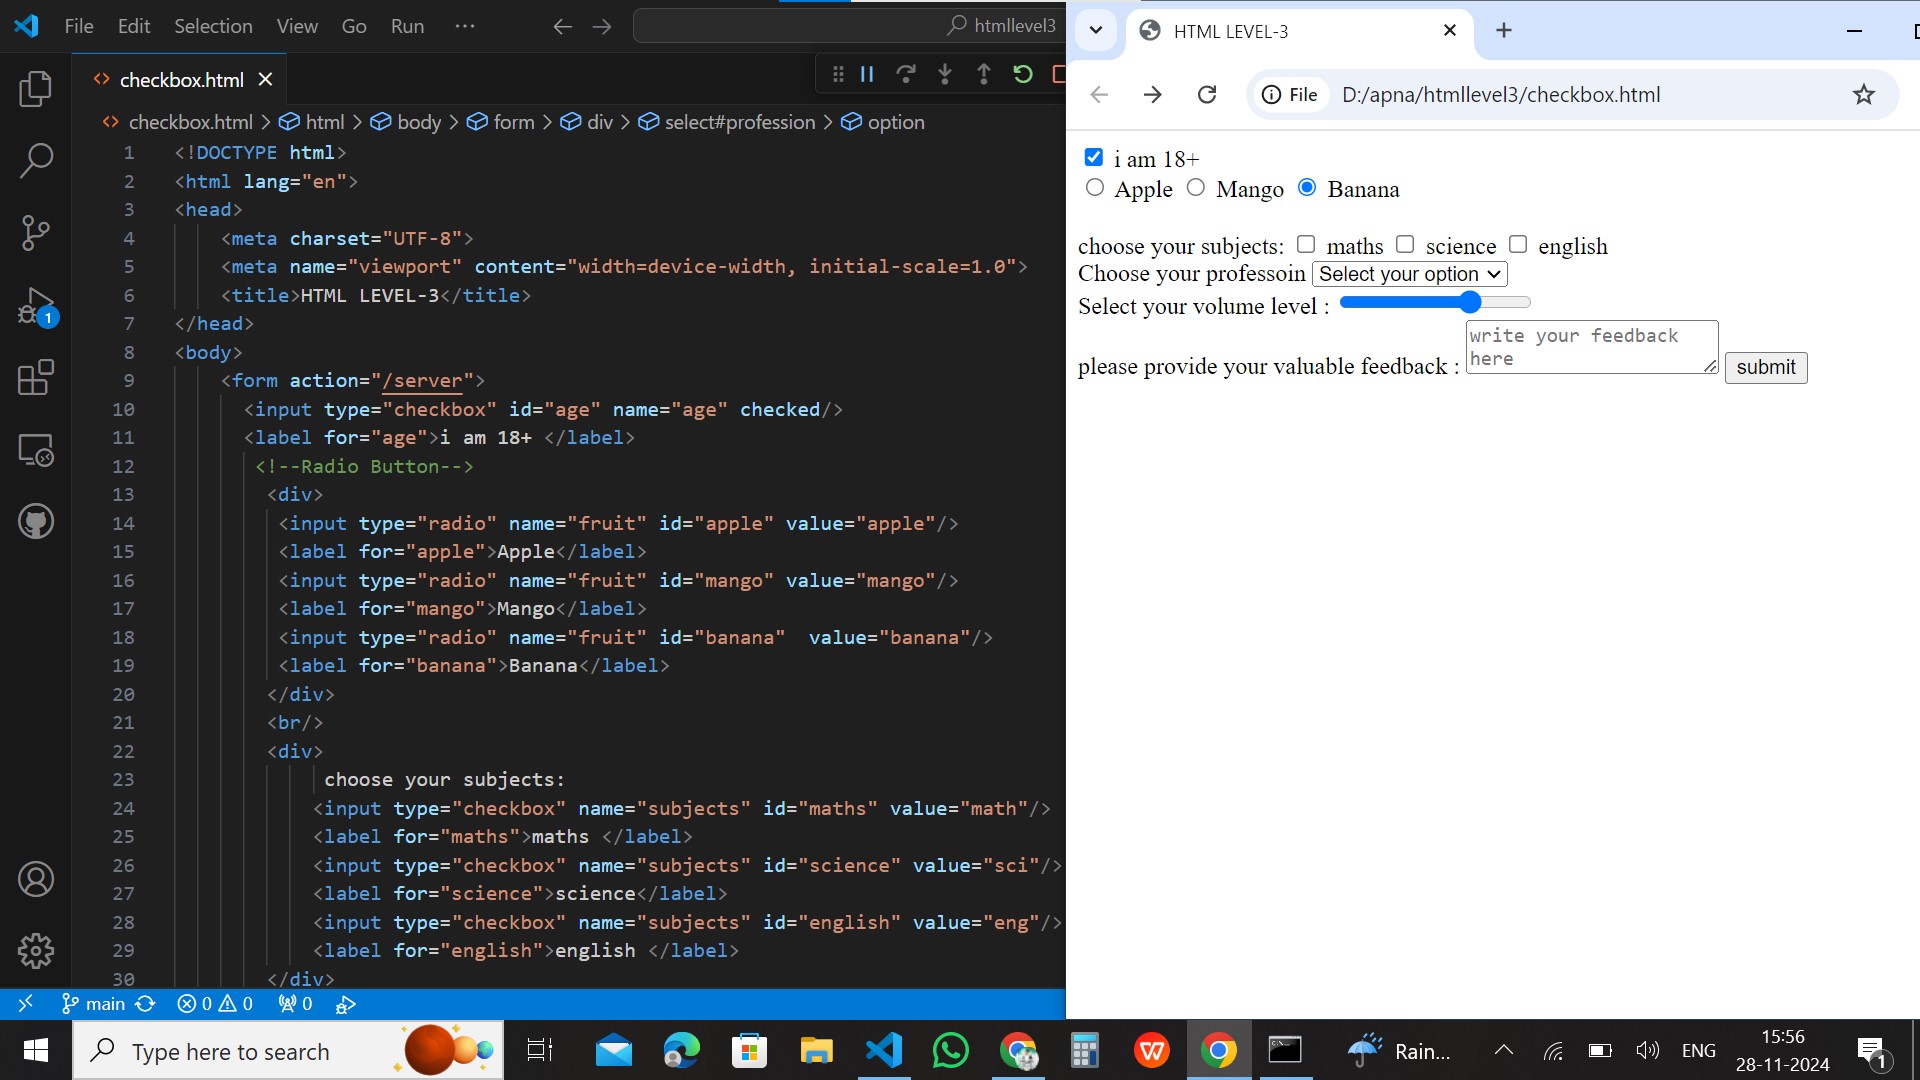 File Edit Selection View Go Run ··· htmllevel3
checkbox.html
checkbox.html > html > body > form > div > select#profession > option
1 <!DOCTYPE html>
2 <html lang="en">
3 <head>
4 <meta charset="UTF-8">
5 <meta name="viewport" content="width=device-width, initial-scale=1.0">
6 <title>HTML LEVEL-3</title>
7 </head>
8 <body>
9 <form action="/server">
10 <input type="checkbox" id="age" name="age" checked/>
11 <label for="age">i am 18+ </label>
12 <!--Radio Button-->
13 <div>
14 <input type="radio" name="fruit" id="apple" value="apple"/>
15 <label for="apple">Apple</label>
16 <input type="radio" name="fruit" id="mango" value="mango"/>
17 <label for="mango">Mango</label>
18 <input type="radio" name="fruit" id="banana"  value="banana"/>
19 <label for="banana">Banana</label>
20 </div>
21 <br/>
22 <div>
23 choose your subjects:
24 <input type="checkbox" name="subjects" id="maths" value="math"/>
25 <label for="maths">maths </label>
26 <input type="checkbox" name="subjects" id="science" value="sci"/>
27 <label for="science">science</label>
28 <input type="checkbox" name="subjects" id="english" value="eng"/>
29 <label for="english">english </label>
30 </div>
1
main 0 0 0
HTML LEVEL-3
File D:/apna/htmllevel3/checkbox.html
i am 18+
Apple Mango Banana
choose your subjects: maths science english
Choose your professoin Select your option
Select your volume level :
write your feedback
here
please provide your valuable feedback : submit
Type here to search
Rain...
ENG
15:56
28-11-2024
1